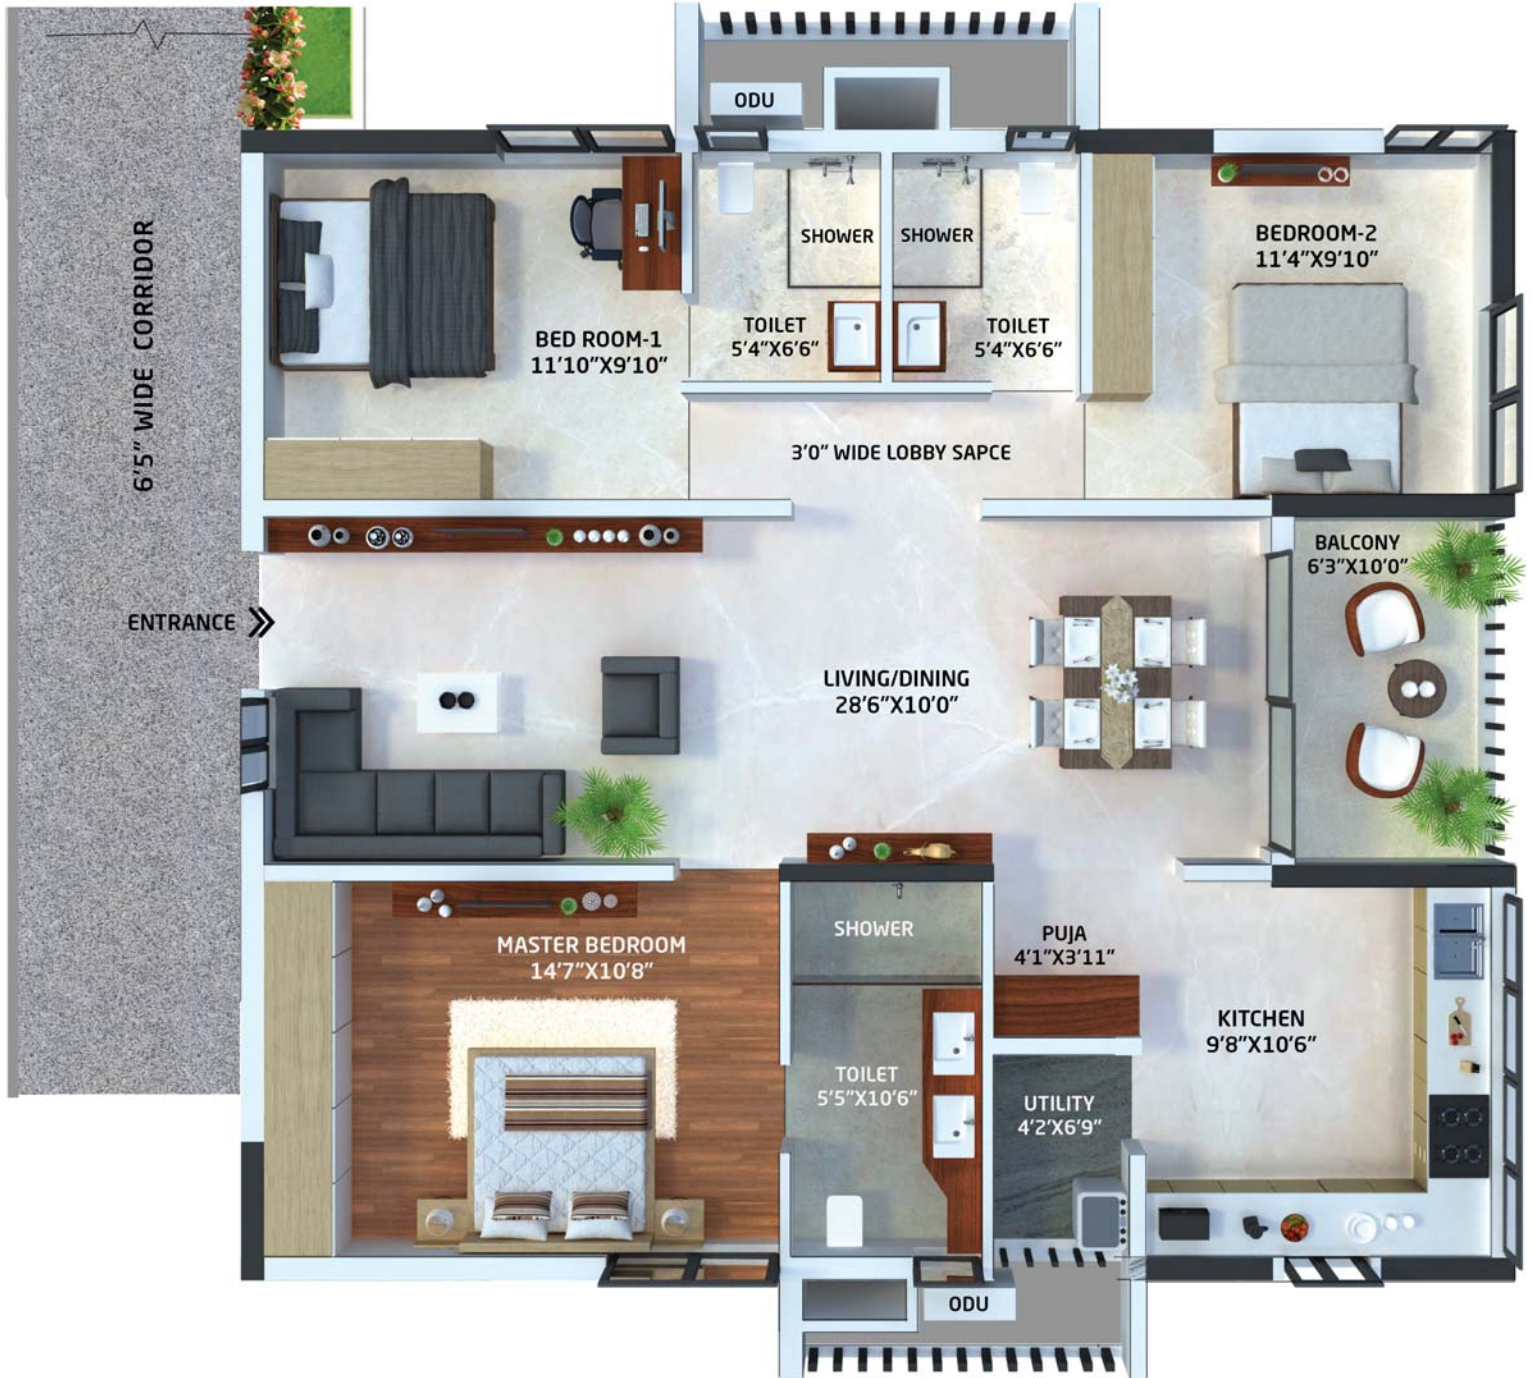 ODU
6'5" WIDE CORRIDOR
BED ROOM-1
11'10"X9'10"
SHOWER
TOILET
5'4"X6'6"
SHOWER
TOILET
5'4"X6'6"
BEDROOM-2
11'4"X9'10"
3'0" WIDE LOBBY SAPCE
BALCONY
6'3"X10'0"
ENTRANCE
LIVING/DINING
28'6"X10'0"
MASTER BEDROOM
14'7"X10'8"
SHOWER
TOILET
5'5"X10'6"
PUJA
4'1"X3'11"
UTILITY
4'2'X6'9"
KITCHEN
9'8"X10'6"
ODU